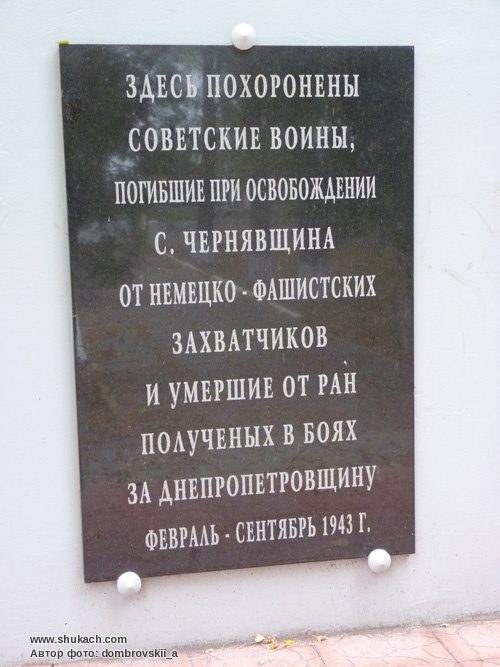 ЗДЕСЬ ПОХОРОНЕНЫ
СОВЕТСКИЕ ВОИНЫ,
ПОГИБШИЕ ПРИ ОСВОБОЖДЕНИИ
С. ЧЕРНЯВЩИНА
ОТ НЕМЕЦКО - ФАШИСТСКИХ
ЗАХВАТЧИКОВ
И УМЕРШИЕ ОТ РАН
ПОЛУЧЕНЫХ В БОЯХ
ЗА ДНЕПРОПЕТРОВЩИНУ
ФЕВРАЛЬ - СЕНТЯБРЬ 1943 Г.
www.shukach.com
Автор фото: dombrovskii_a